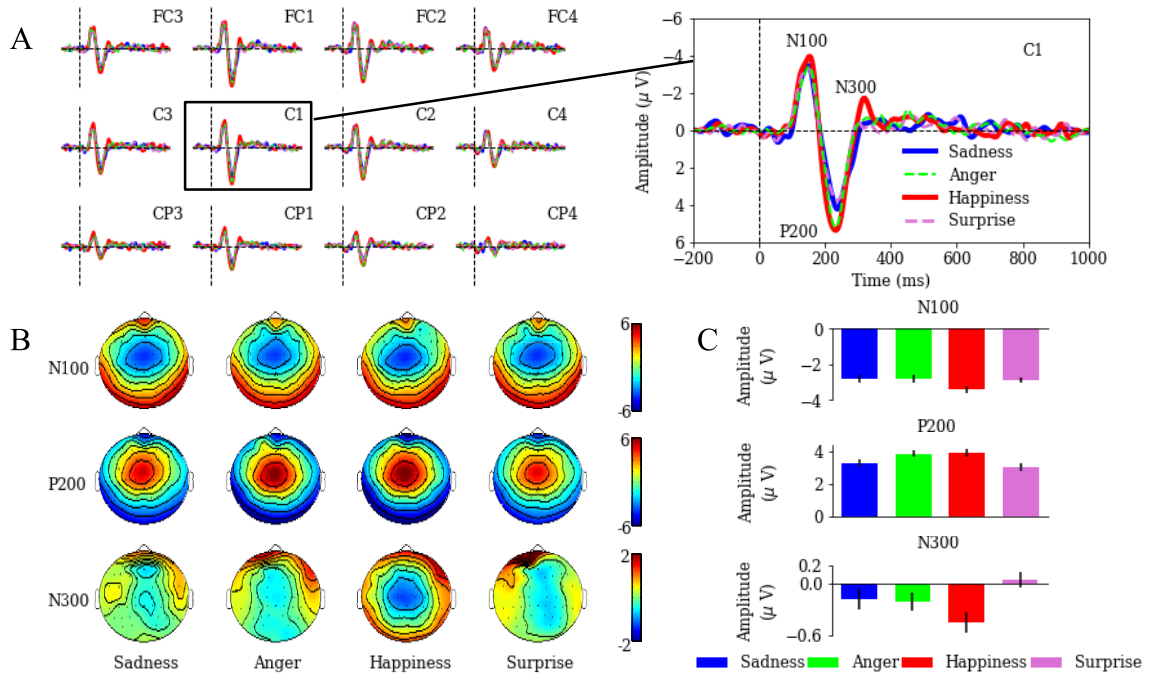 A
FC3 FC1 FC2 FC4
C3 C1 C2 C4
CP3 CP1 CP2 CP4
Amplitude (μ V)
−6
−4
−2
0
2
4
6
N100
N300
P200
C1
Sadness
Anger
Happiness
Surprise
−200 0 200 400 600 800 1000
Time (ms)
B
N100
6
-6
P200
6
-6
N300
2
-2
Sadness Anger Happiness Surprise
C
N100
Amplitude
(μ V)
0
−2
−4
P200
Amplitude
(μ V)
4
2
0
N300
Amplitude
(μ V)
0.2
0.0
−0.6
Sadness Anger Happiness Surprise